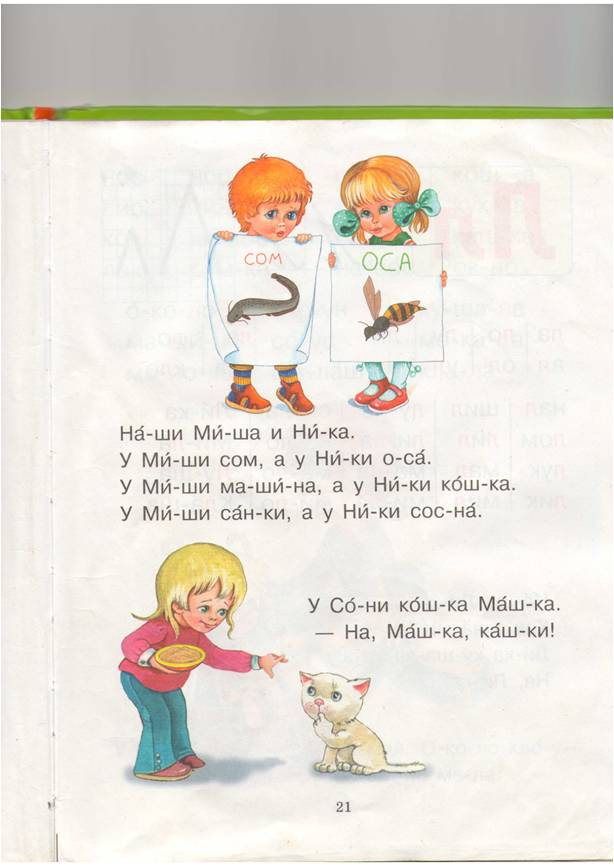 СОМ
ОСА
На́-ши Ми́-ша и Ни́-ка.
У Ми́-ши сом, а у Ни́-ки о-са́.
У Ми́-ши ма-ши́-на, а у Ни́-ки ко́ш-ка.
У Ми́-ши са́н-ки, а у Ни́-ки сос-на́.
У Со́-ни ко́ш-ка Ма́ш-ка.
— На, Ма́ш-ка, ка́ш-ки!
21